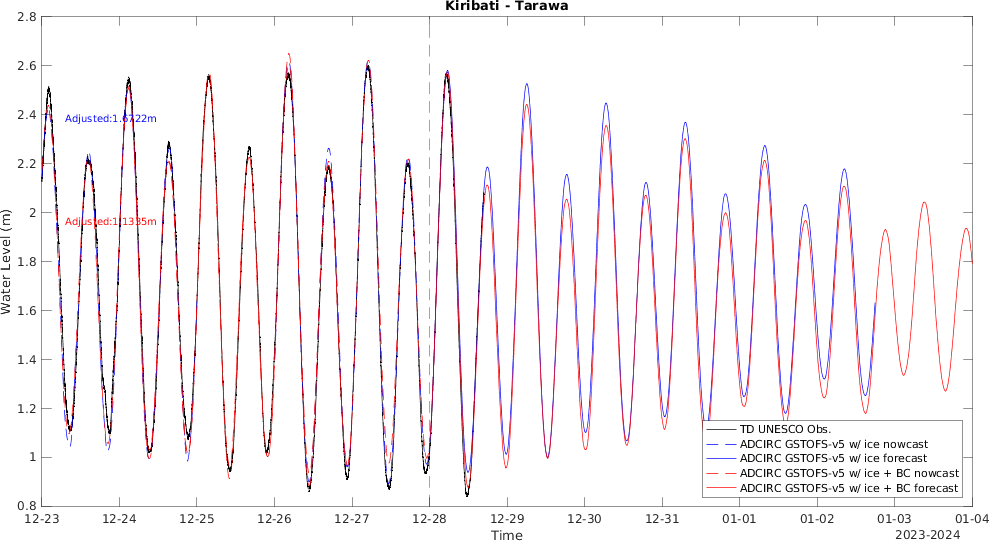 Kiribati - Tarawa
2.8
2.6
2.4
2.2
2
1.8
1.6
1.4
1.2
1
0.8
Water Level (m)
Adjusted:1.6722m
Adjusted:1.1335m
TD UNESCO Obs.
ADCIRC GSTOFS-v5 w/ ice nowcast
ADCIRC GSTOFS-v5 w/ ice forecast
ADCIRC GSTOFS-v5 w/ ice + BC nowcast
ADCIRC GSTOFS-v5 w/ ice + BC forecast
12-23 12-24 12-25 12-26 12-27 12-28 12-29 12-30 12-31 01-01 01-02 01-03 01-04
Time
2023-2024